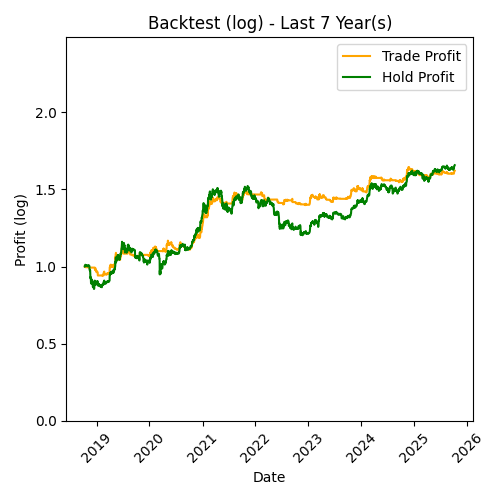 Backtest (log) - Last 7 Year(s)
Trade Profit
Hold Profit
Profit (log)
2.0
1.5
1.0
0.5
0.0
2019 2020 2021 2022 2023 2024 2025 2026
Date